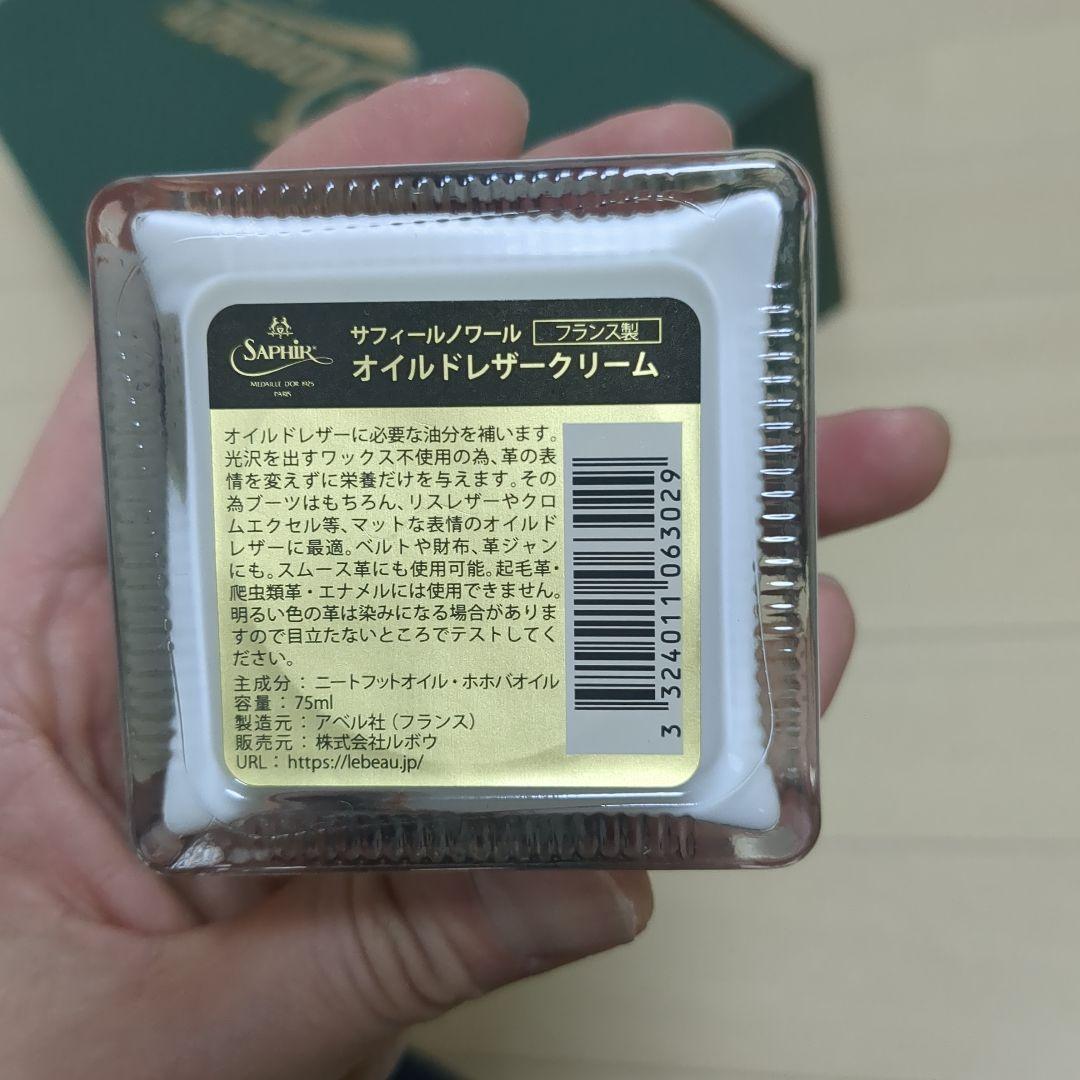 SAPHIR
MEDAILLE D'OR 1925
PARIS
サフィールノワール フランス製
オイルドレザークリーム
オイルドレザーに必要な油分を補います。
光沢を出すワックス不使用の為、革の表
情を変えずに栄養だけを与えます。その
為ブーツはもちろん、リスレザーやクロ
ムエクセル等、マットな表情のオイルド
レザーに最適。ベルトや財布、革ジャン
にも。スムース革にも使用可能。起毛革・
爬虫類革・エナメルには使用できません。
明るい色の革は染みになる場合がありま
すので目立たないところでテストしてく
ださい。
主成分：ニートフットオイル・ホホバオイル
容量：75ml
製造元：アベル社（フランス）
販売元：株式会社ルボウ
URL：https://lebeau.jp/
3 324011 063029